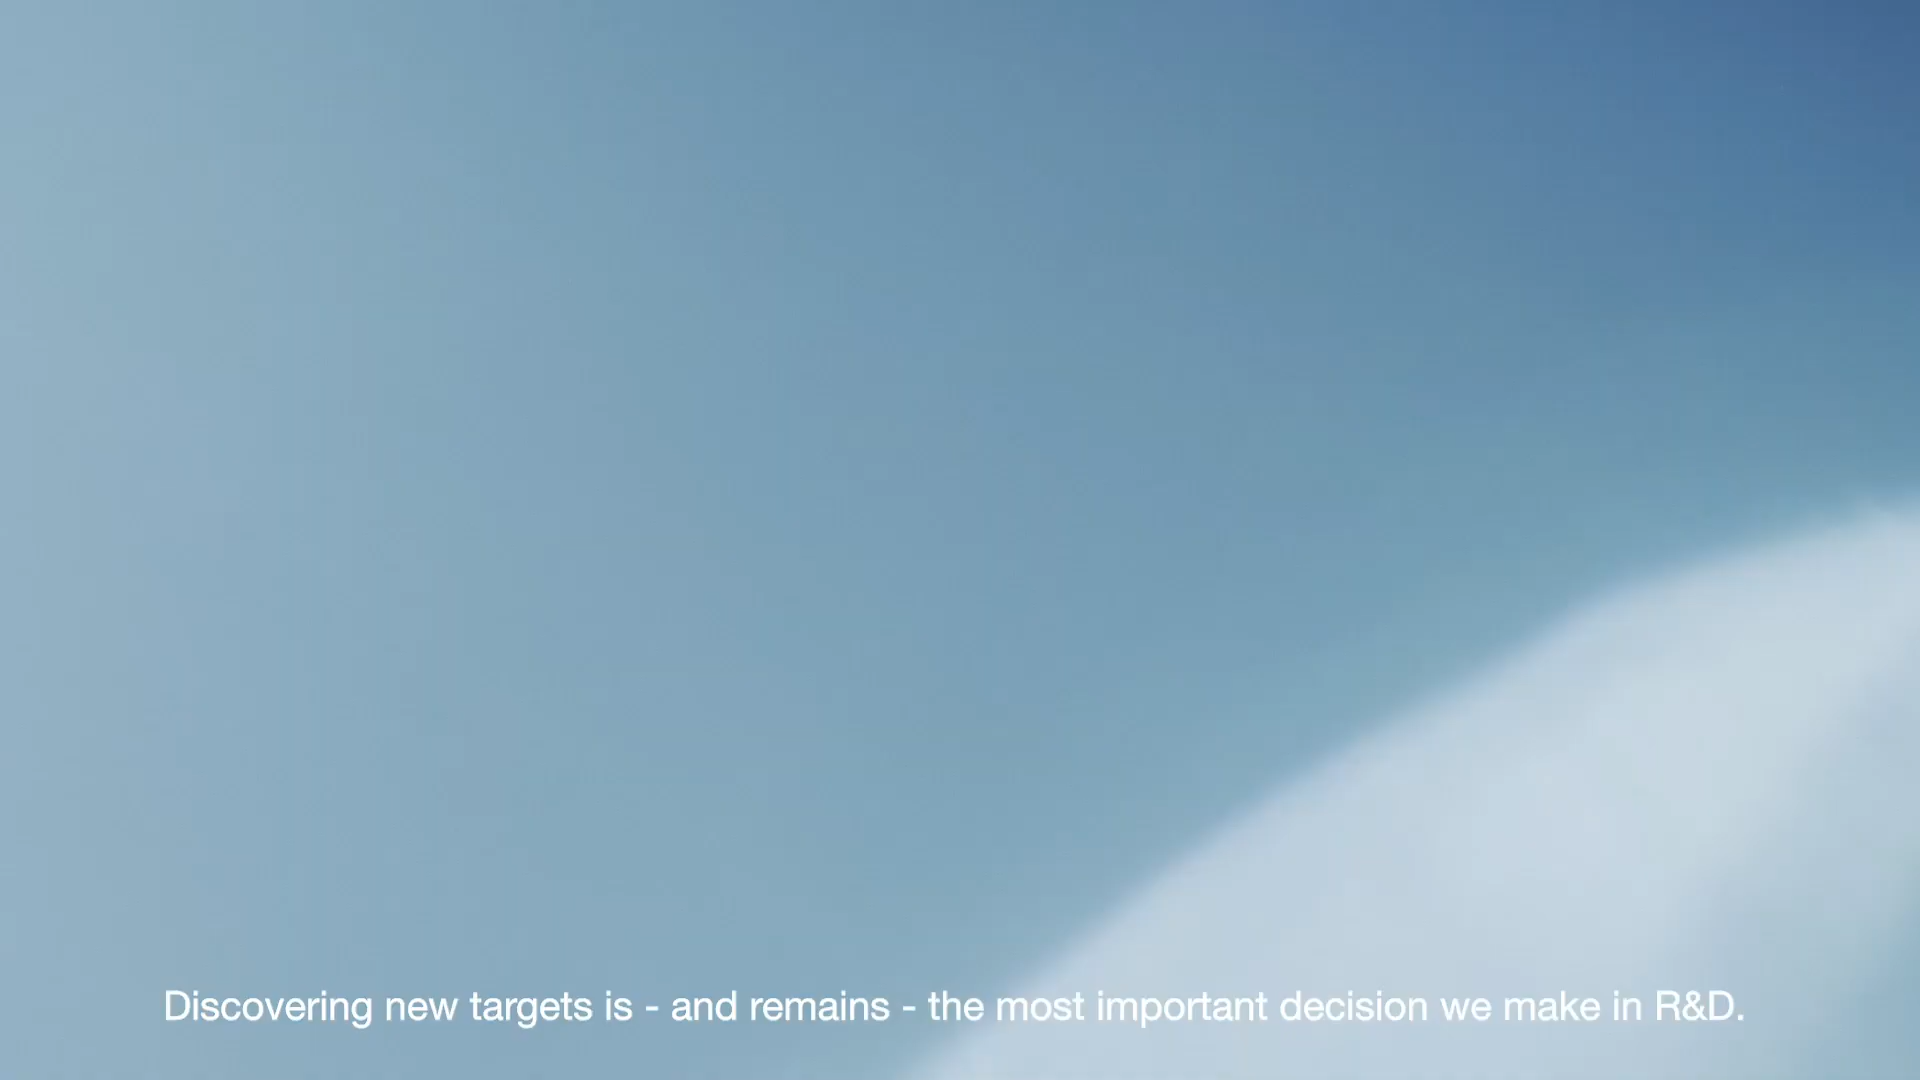 Discovering new targets is - and remains - the most important decision we make in R&D.